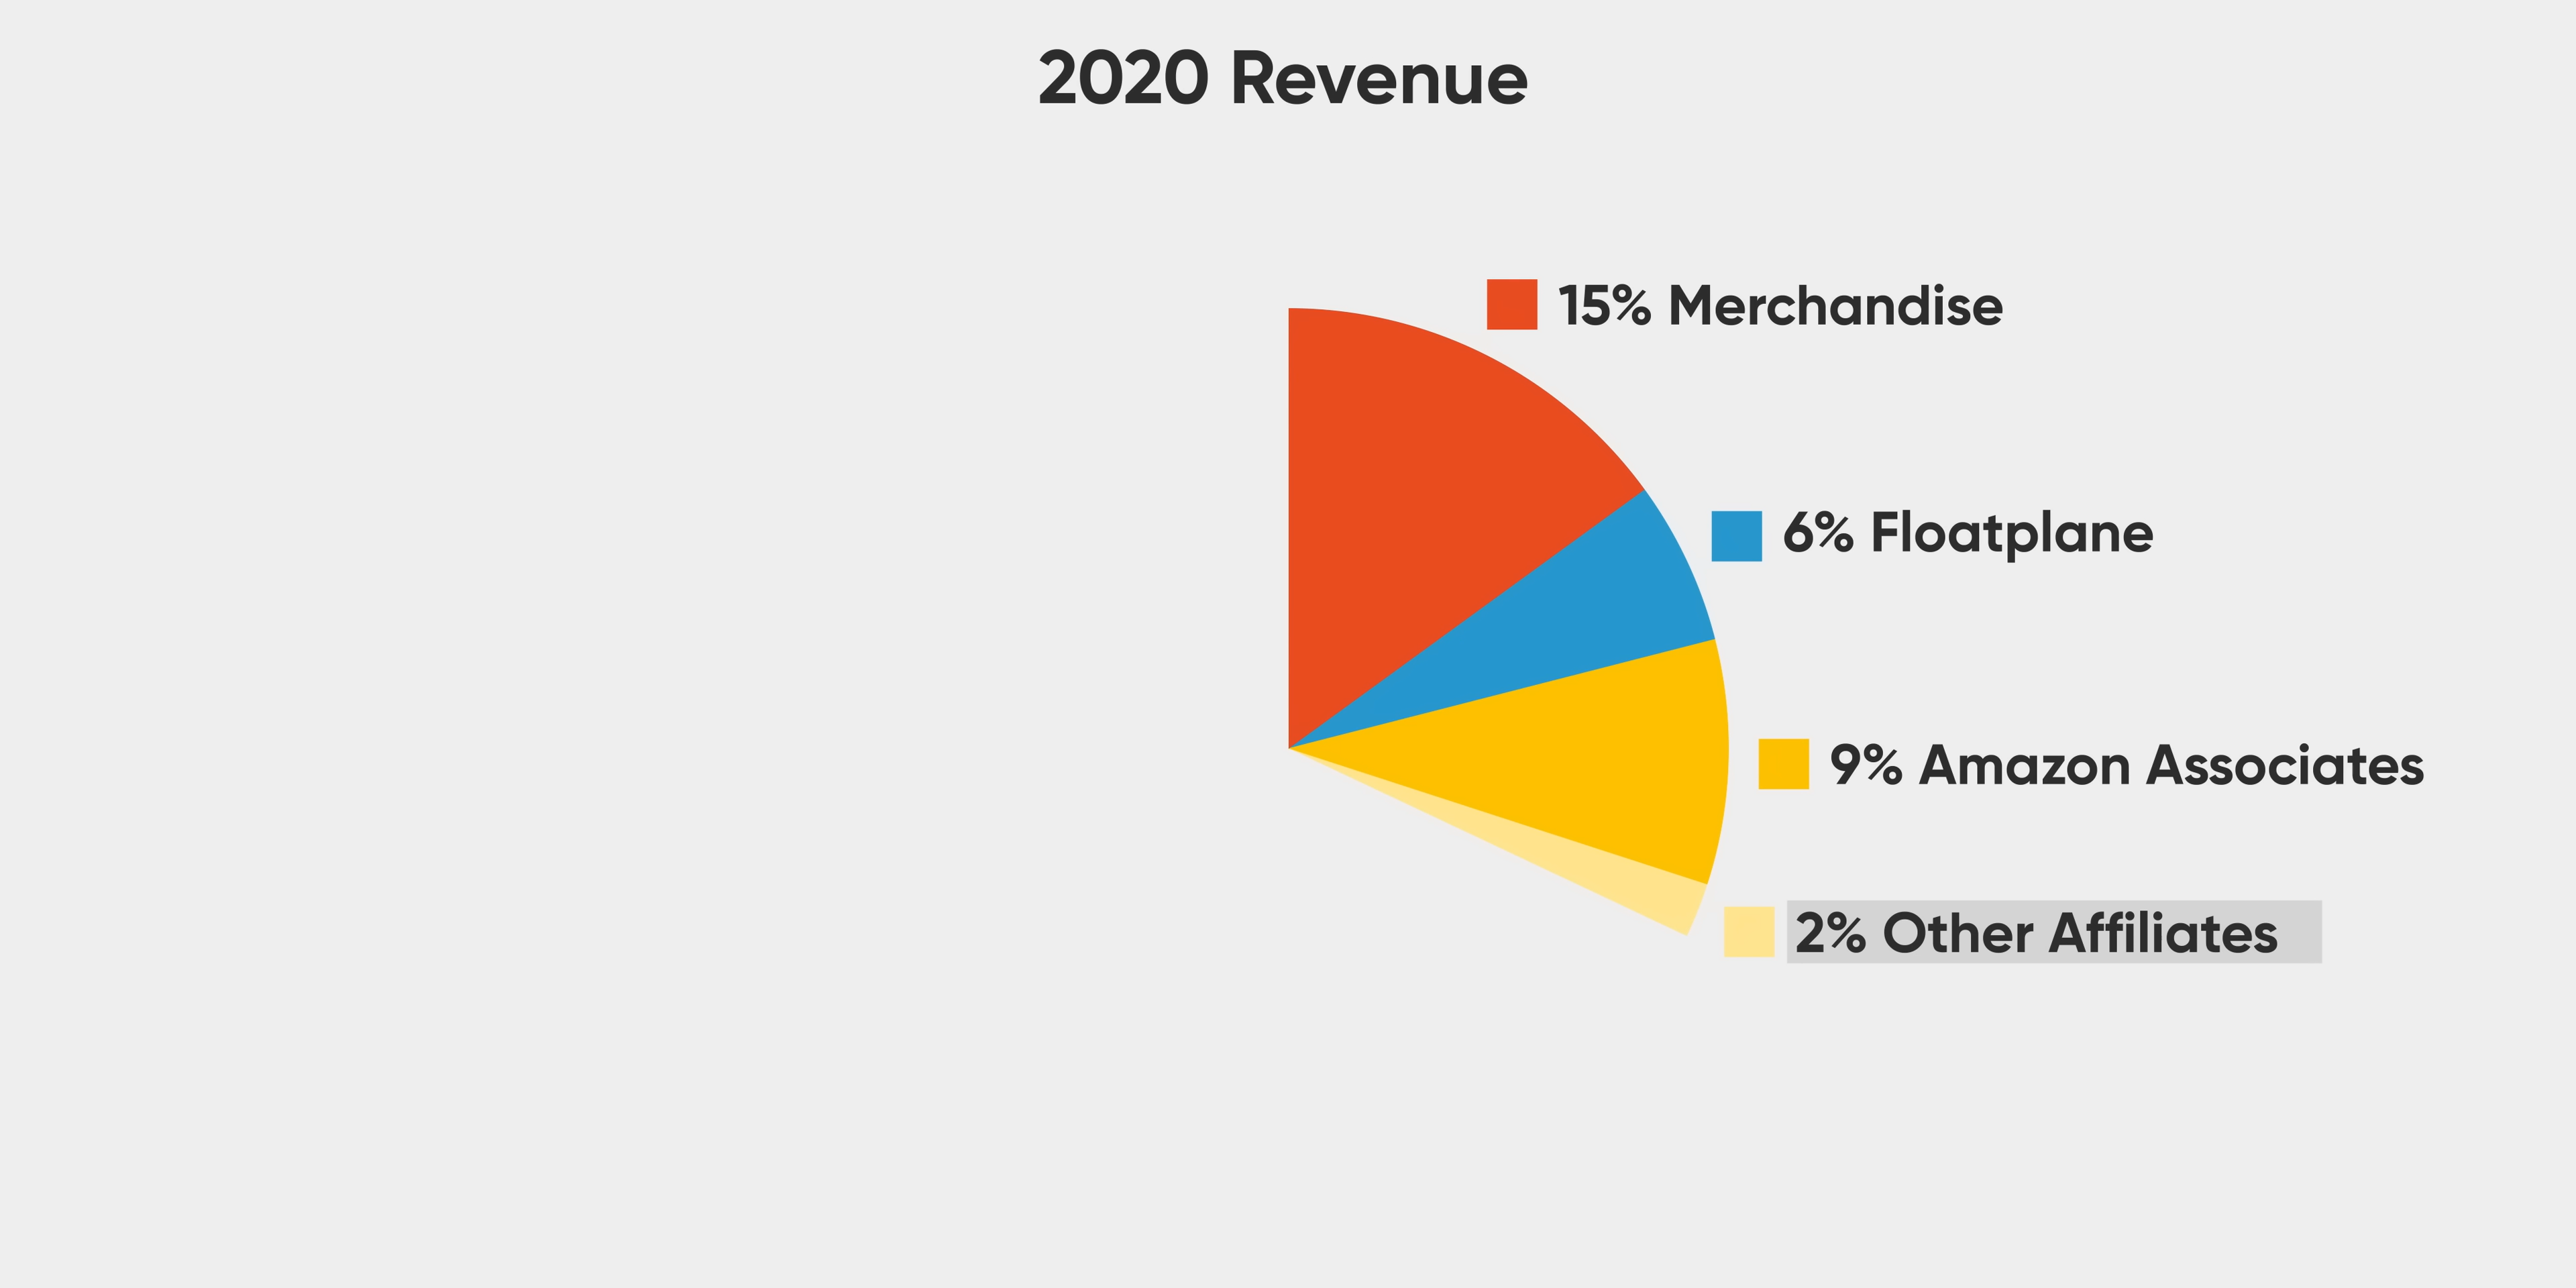 2020 Revenue
15% Merchandise
6% Floatplane
9% Amazon Associates
2% Other Affiliates